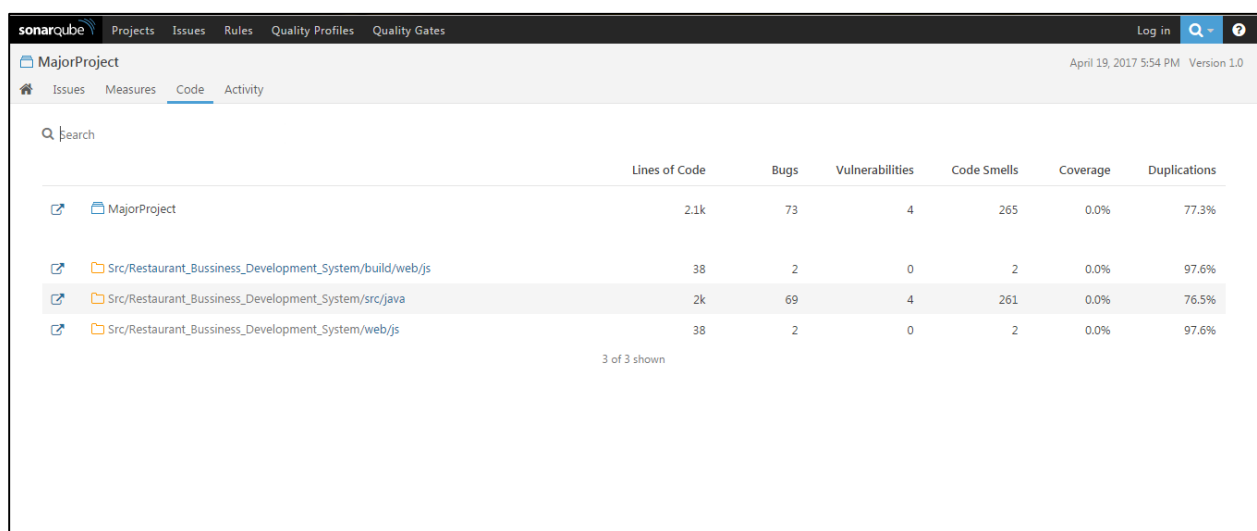 sonarqube Projects Issues Rules Quality Profiles Quality Gates Log in
MajorProject April 19, 2017 5:54 PM Version 1.0
Issues Measures Code Activity
Search
Lines of Code Bugs Vulnerabilities Code Smells Coverage Duplications
MajorProject 2.1k 73 4 265 0.0% 77.3%
Src/Restaurant_Bussiness_Development_System/build/web/js 38 2 0 2 0.0% 97.6%
Src/Restaurant_Bussiness_Development_System/src/java 2k 69 4 261 0.0% 76.5%
Src/Restaurant_Bussiness_Development_System/web/js 38 2 0 2 0.0% 97.6%
3 of 3 shown